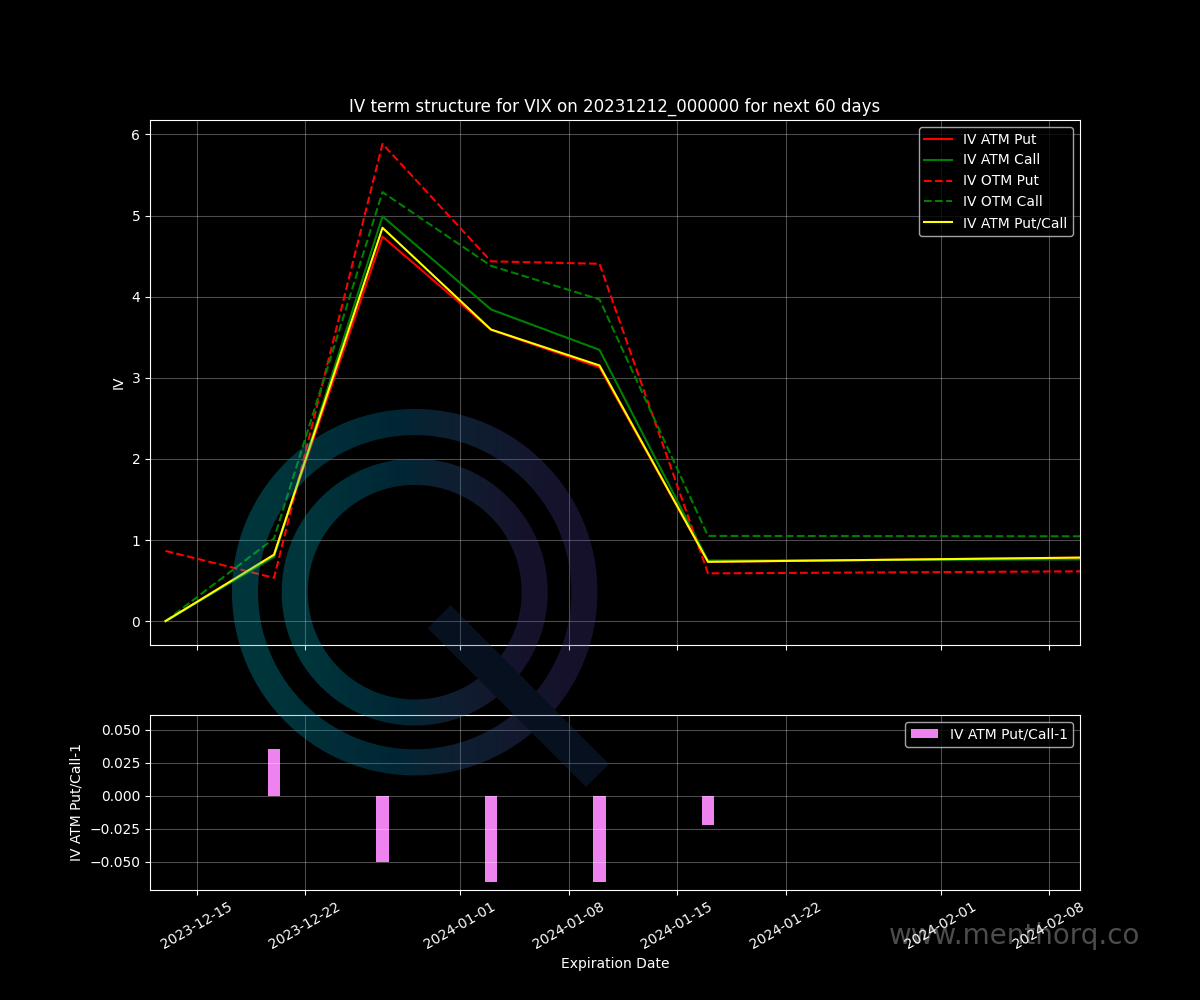 IV term structure for VIX on 20231212_000000 for next 60 days
6
5
4
3
2
1
0
IV
IV ATM Put
IV ATM Call
IV OTM Put
IV OTM Call
IV ATM Put/Call
0.050
0.025
0.000
−0.025
−0.050
IV ATM Put/Call-1
IV ATM Put/Call-1
2023-12-15
2023-12-22
2024-01-01
2024-01-08
2024-01-15
2024-01-22
2024-02-01
2024-02-08
Expiration Date
www.menthorq.co